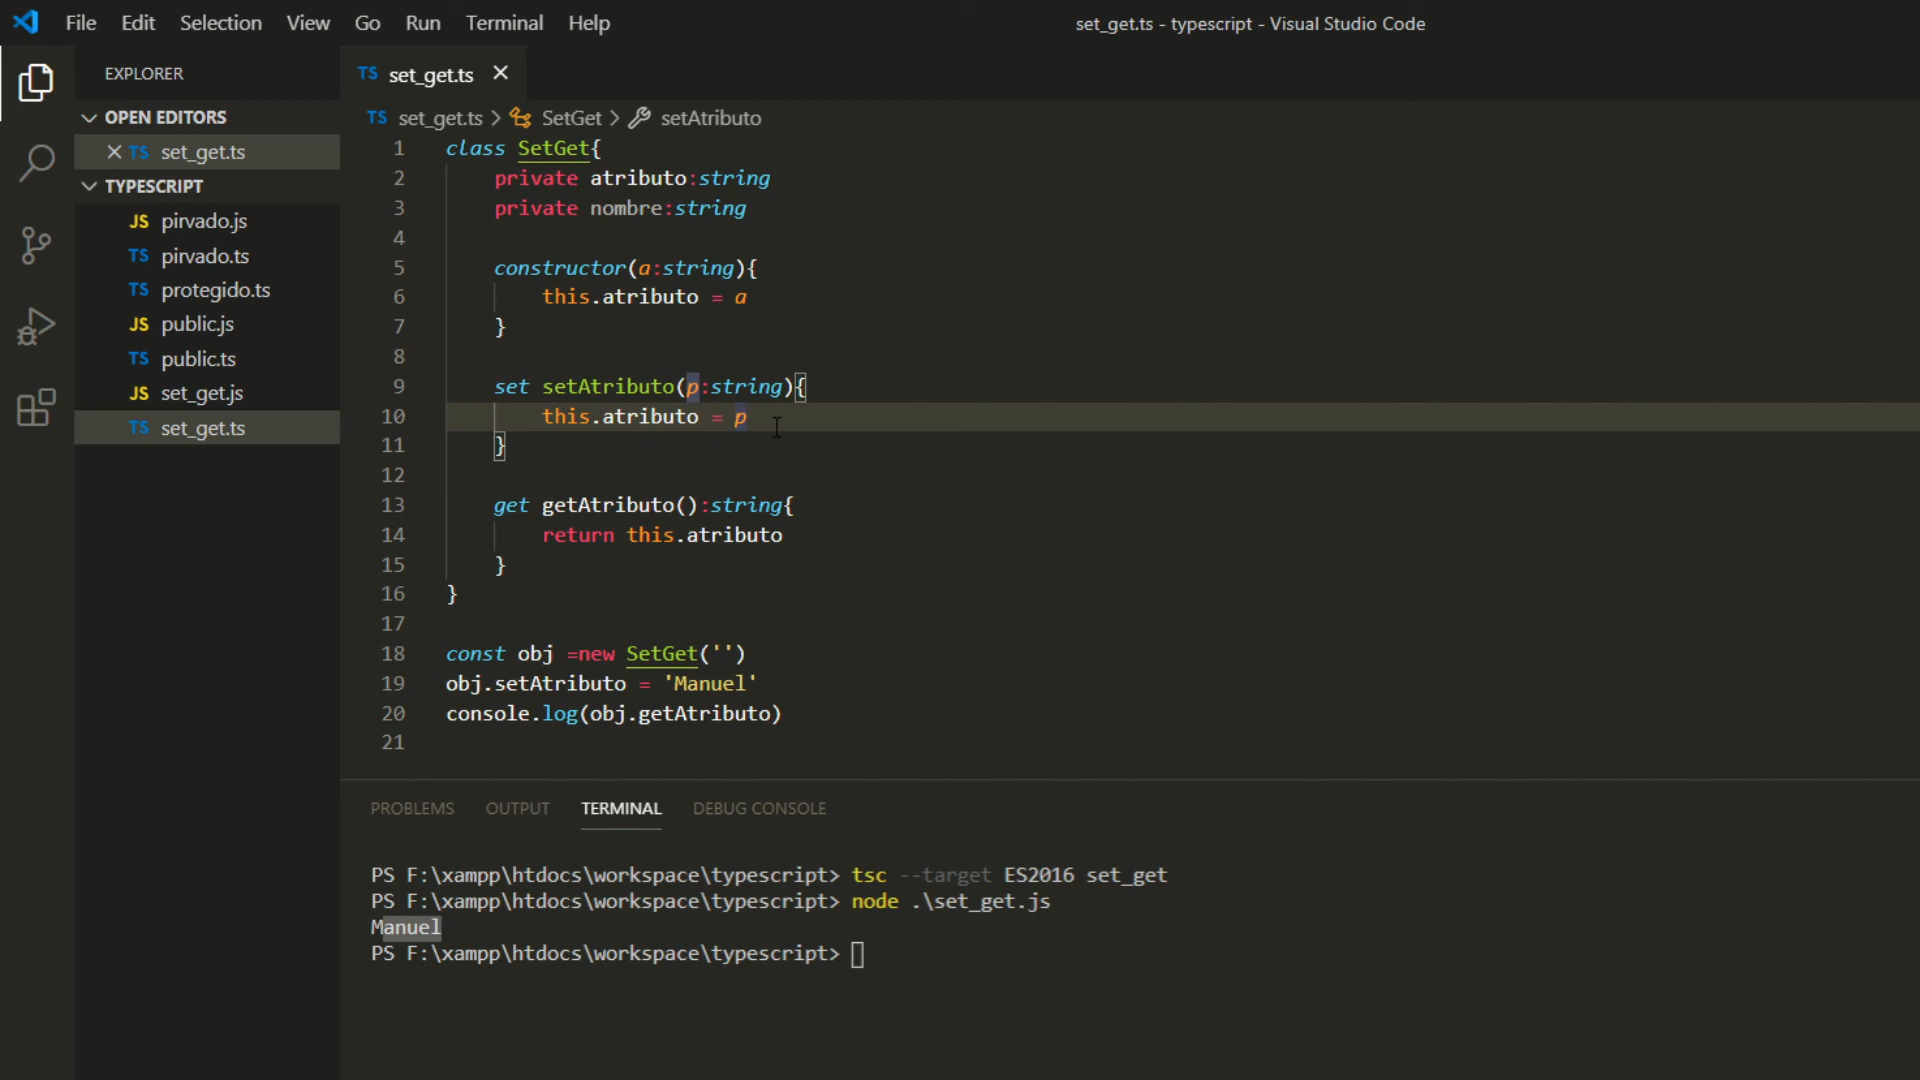 File Edit Selection View Go Run Terminal Help
set_get.ts - typescript - Visual Studio Code
EXPLORER
OPEN EDITORS
TS set_get.ts
TYPESCRIPT
JS pirvado.js
TS pirvado.ts
TS protegido.ts
JS public.js
TS public.ts
JS set_get.js
TS set_get.ts
TS set_get.ts
TS set_get.ts > SetGet > setAtributo
1 class SetGet{
2 private atributo:string
3 private nombre:string
4
5 constructor(a:string){
6 this.atributo = a
7 }
8
9 set setAtributo(p:string){
10 this.atributo = p
11 }
12
13 get getAtributo():string{
14 return this.atributo
15 }
16 }
17
18 const obj =new SetGet('')
19 obj.setAtributo = 'Manuel'
20 console.log(obj.getAtributo)
21
PROBLEMS OUTPUT TERMINAL DEBUG CONSOLE
PS F:\xampp\htdocs\workspace\typescript> tsc --target ES2016 set_get
PS F:\xampp\htdocs\workspace\typescript> node .\set_get.js
Manuel
PS F:\xampp\htdocs\workspace\typescript>